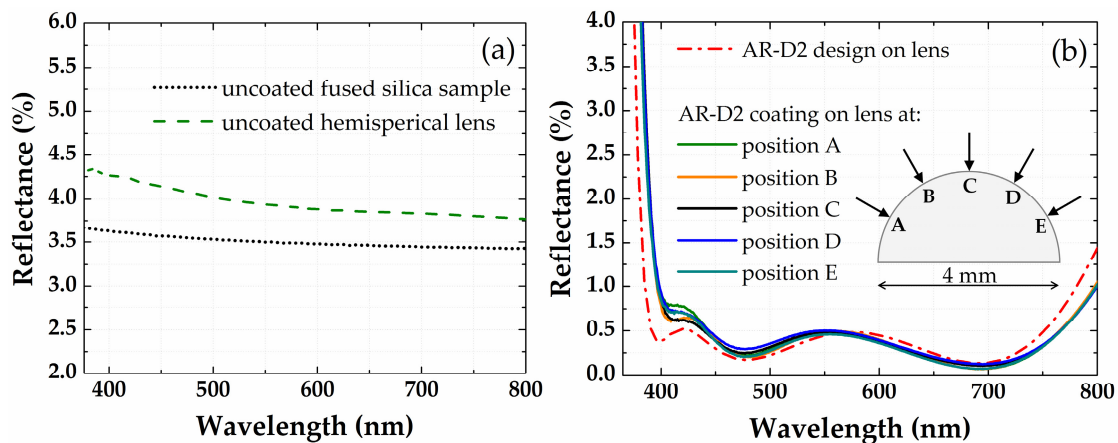 6.0
5.5
5.0
4.5
4.0
3.5
3.0
2.5
2.0
Reflectance (%)
(a)
uncoated fused silica sample
uncoated hemisperical lens
400
500
600
700
800
Wavelength (nm)
4.0
3.5
3.0
2.5
2.0
1.5
1.0
0.5
0.0
Reflectance (%)
(b)
AR-D2 design on lens
AR-D2 coating on lens at:
position A
position B
position C
position D
position E
A
B
C
D
E
4 mm
400
500
600
700
800
Wavelength (nm)